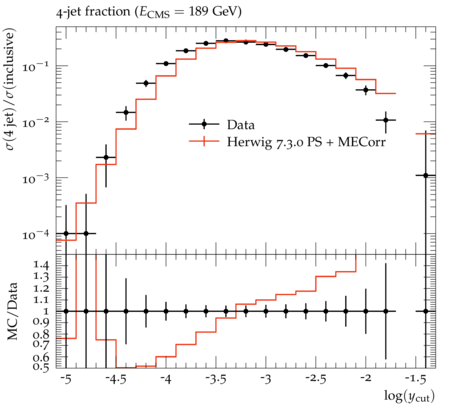 4-jet fraction (E_CMS = 189 GeV)
σ(4 jet)/σ(inclusive)
10⁻¹
10⁻²
10⁻³
10⁻⁴
Data
Herwig 7.3.0 PS + MECorr
MC/Data
1.4
1.3
1.2
1.1
1
0.9
0.8
0.7
0.6
0.5
-5 -4.5 -4 -3.5 -3 -2.5 -2 -1.5
log(y_cut)